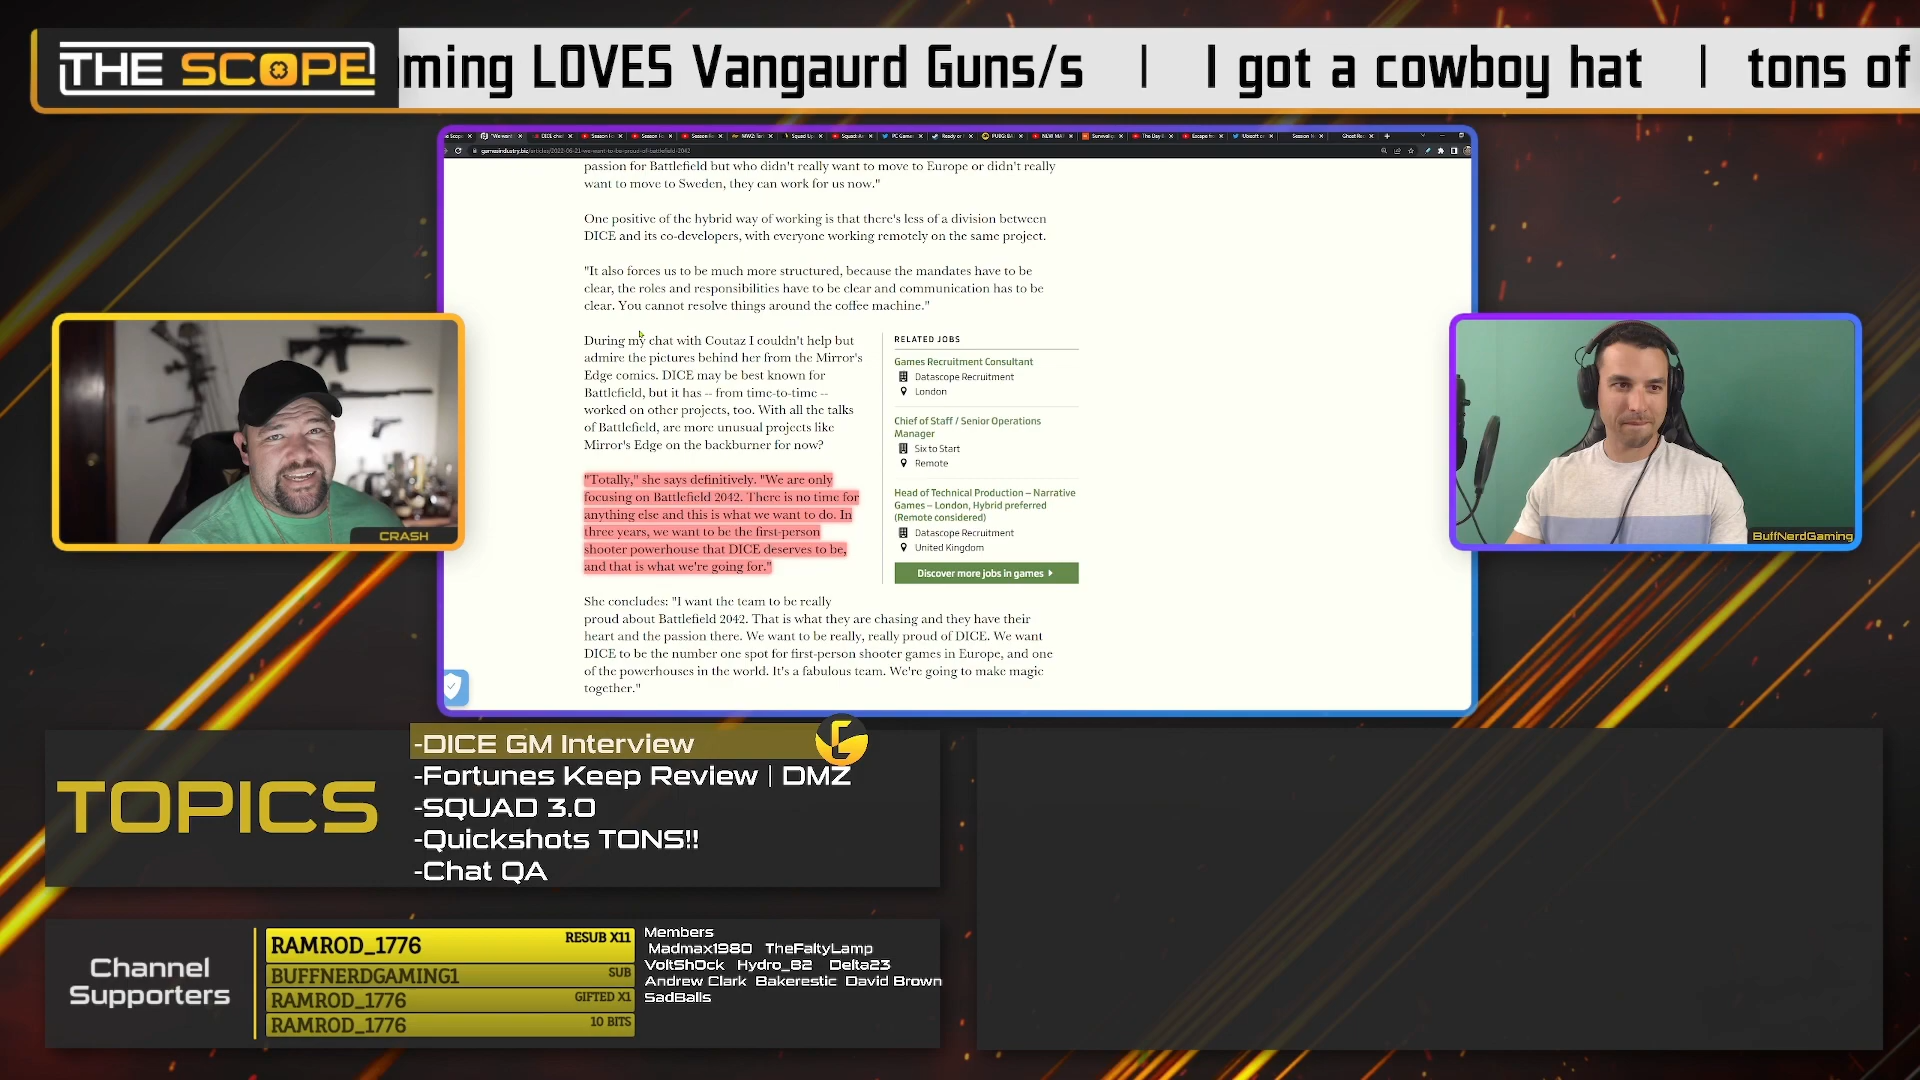 THE SCOPE
ming LOVES Vangaurd Guns/s | I got a cowboy hat | tons of
gamesindustry.biz/articles/2022-06-21-we-want-to-be-proud-of-battlefield-2042
passion for Battlefield but who didn't really want to move to Europe or didn't really
want to move to Sweden, they can work for us now."
One positive of the hybrid way of working is that there's less of a division between
DICE and its co-developers, with everyone working remotely on the same project.
"It also forces us to be much more structured, because the mandates have to be
clear, the roles and responsibilities have to be clear and communication has to be
clear. You cannot resolve things around the coffee machine."
During my chat with Coutaz I couldn't help but
admire the pictures behind her from the Mirror's
Edge comics. DICE may be best known for
Battlefield, but it has -- from time-to-time --
worked on other projects, too. With all the talks
of Battlefield, are more unusual projects like
Mirror's Edge on the backburner for now?
"Totally," she says definitively. "We are only
focusing on Battlefield 2042. There is no time for
anything else and this is what we want to do. In
three years, we want to be the first-person
shooter powerhouse that DICE deserves to be,
and that is what we're going for."
RELATED JOBS
Games Recruitment Consultant
Datascope Recruitment
London
Chief of Staff / Senior Operations
Manager
Six to Start
Remote
Head of Technical Production – Narrative
Games – London, Hybrid preferred
(Remote considered)
Datascope Recruitment
United Kingdom
Discover more jobs in games
She concludes: "I want the team to be really
proud about Battlefield 2042. That is what they are chasing and they have their
heart and the passion there. We want to be really, really proud of DICE. We want
DICE to be the number one spot for first-person shooter games in Europe, and one
of the powerhouses in the world. It's a fabulous team. We're going to make magic
together."
CRASH
BuffNerdGaming
TOPICS
-DICE GM Interview
-Fortunes Keep Review | DMZ
-SQUAD 3.0
-Quickshots TONS!!
-Chat QA
Channel
Supporters
RAMROD_1776 RESUB X11
BUFFNERDGAMING1 SUB
RAMROD_1776 GIFTED X1
RAMROD_1776 10 BITS
Members
Madmax1980 TheFaltyLamp
VoltShOck Hydro_82 Delta23
Andrew Clark Bakerestic David Brown
SadBalls